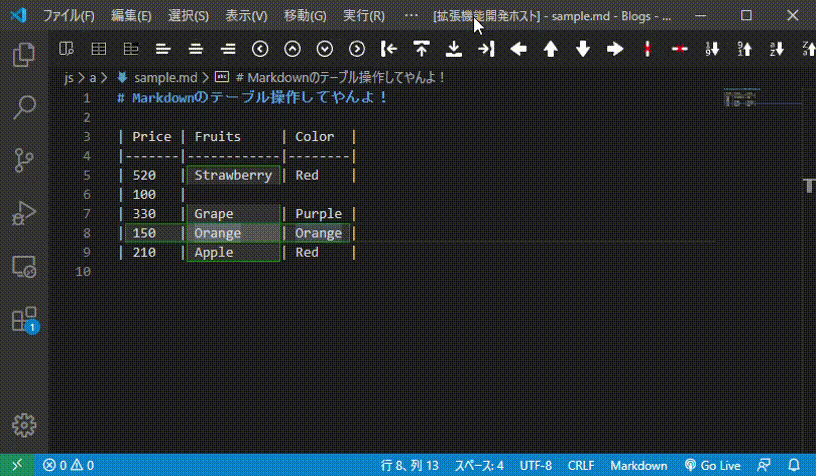 ファイル(F) 編集(E) 選択(S) 表示(V) 移動(G) 実行(R) ··· [拡張機能開発ホスト] - sample.md - Blogs - ...
js > a > sample.md > # Markdownのテーブル操作してやんよ！
1 # Markdownのテーブル操作してやんよ！
2
3 | Price | Fruits | Color |
4 |-------|------------|--------|
5 | 520 | Strawberry | Red |
6 | 100 |
7 | 330 | Grape | Purple |
8 | 150 | Orange | Orange |
9 | 210 | Apple | Red |
10
1
0 0 行 8、列 13 スペース: 4 UTF-8 CRLF Markdown Go Live